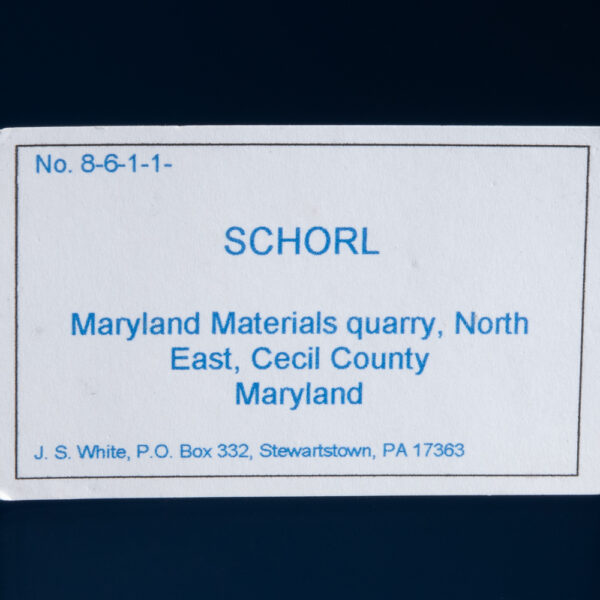 No. 8-6-1-1-
SCHORL
Maryland Materials quarry, North
East, Cecil County
Maryland
J. S. White, P.O. Box 332, Stewartstown, PA 17363